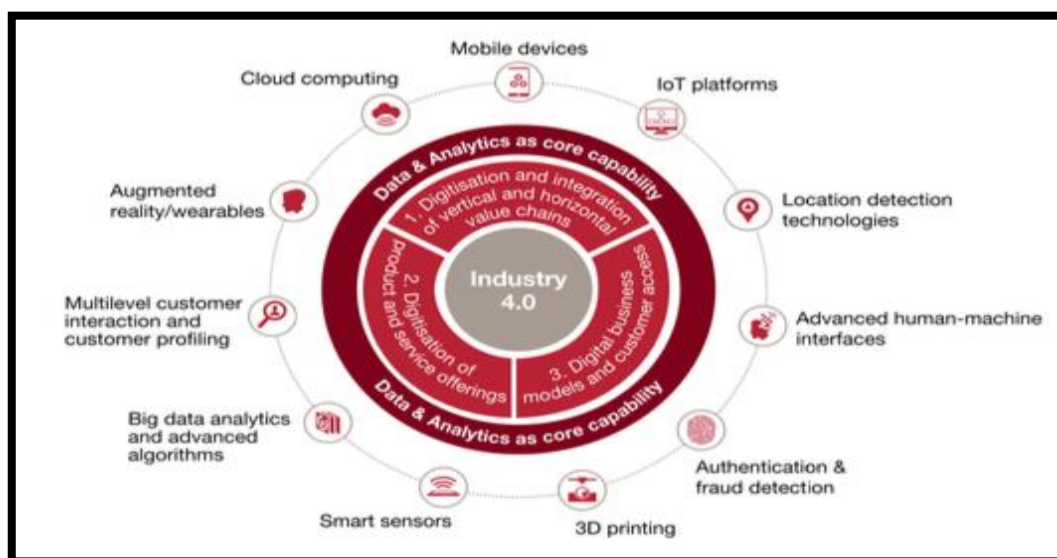 Mobile devices
Cloud computing
IoT platforms
Augmented
reality/wearables
Location detection
technologies
Multilevel customer
interaction and
customer profiling
Advanced human-machine
interfaces
Big data analytics
and advanced
algorithms
Authentication &
fraud detection
Smart sensors
3D printing
Data & Analytics as core capability
1. Digitisation and integration
of vertical and horizontal
value chains
2. Digitisation of
product and service offerings
3. Digital business
models and customer access
Industry
4.0
Data & Analytics as core capability